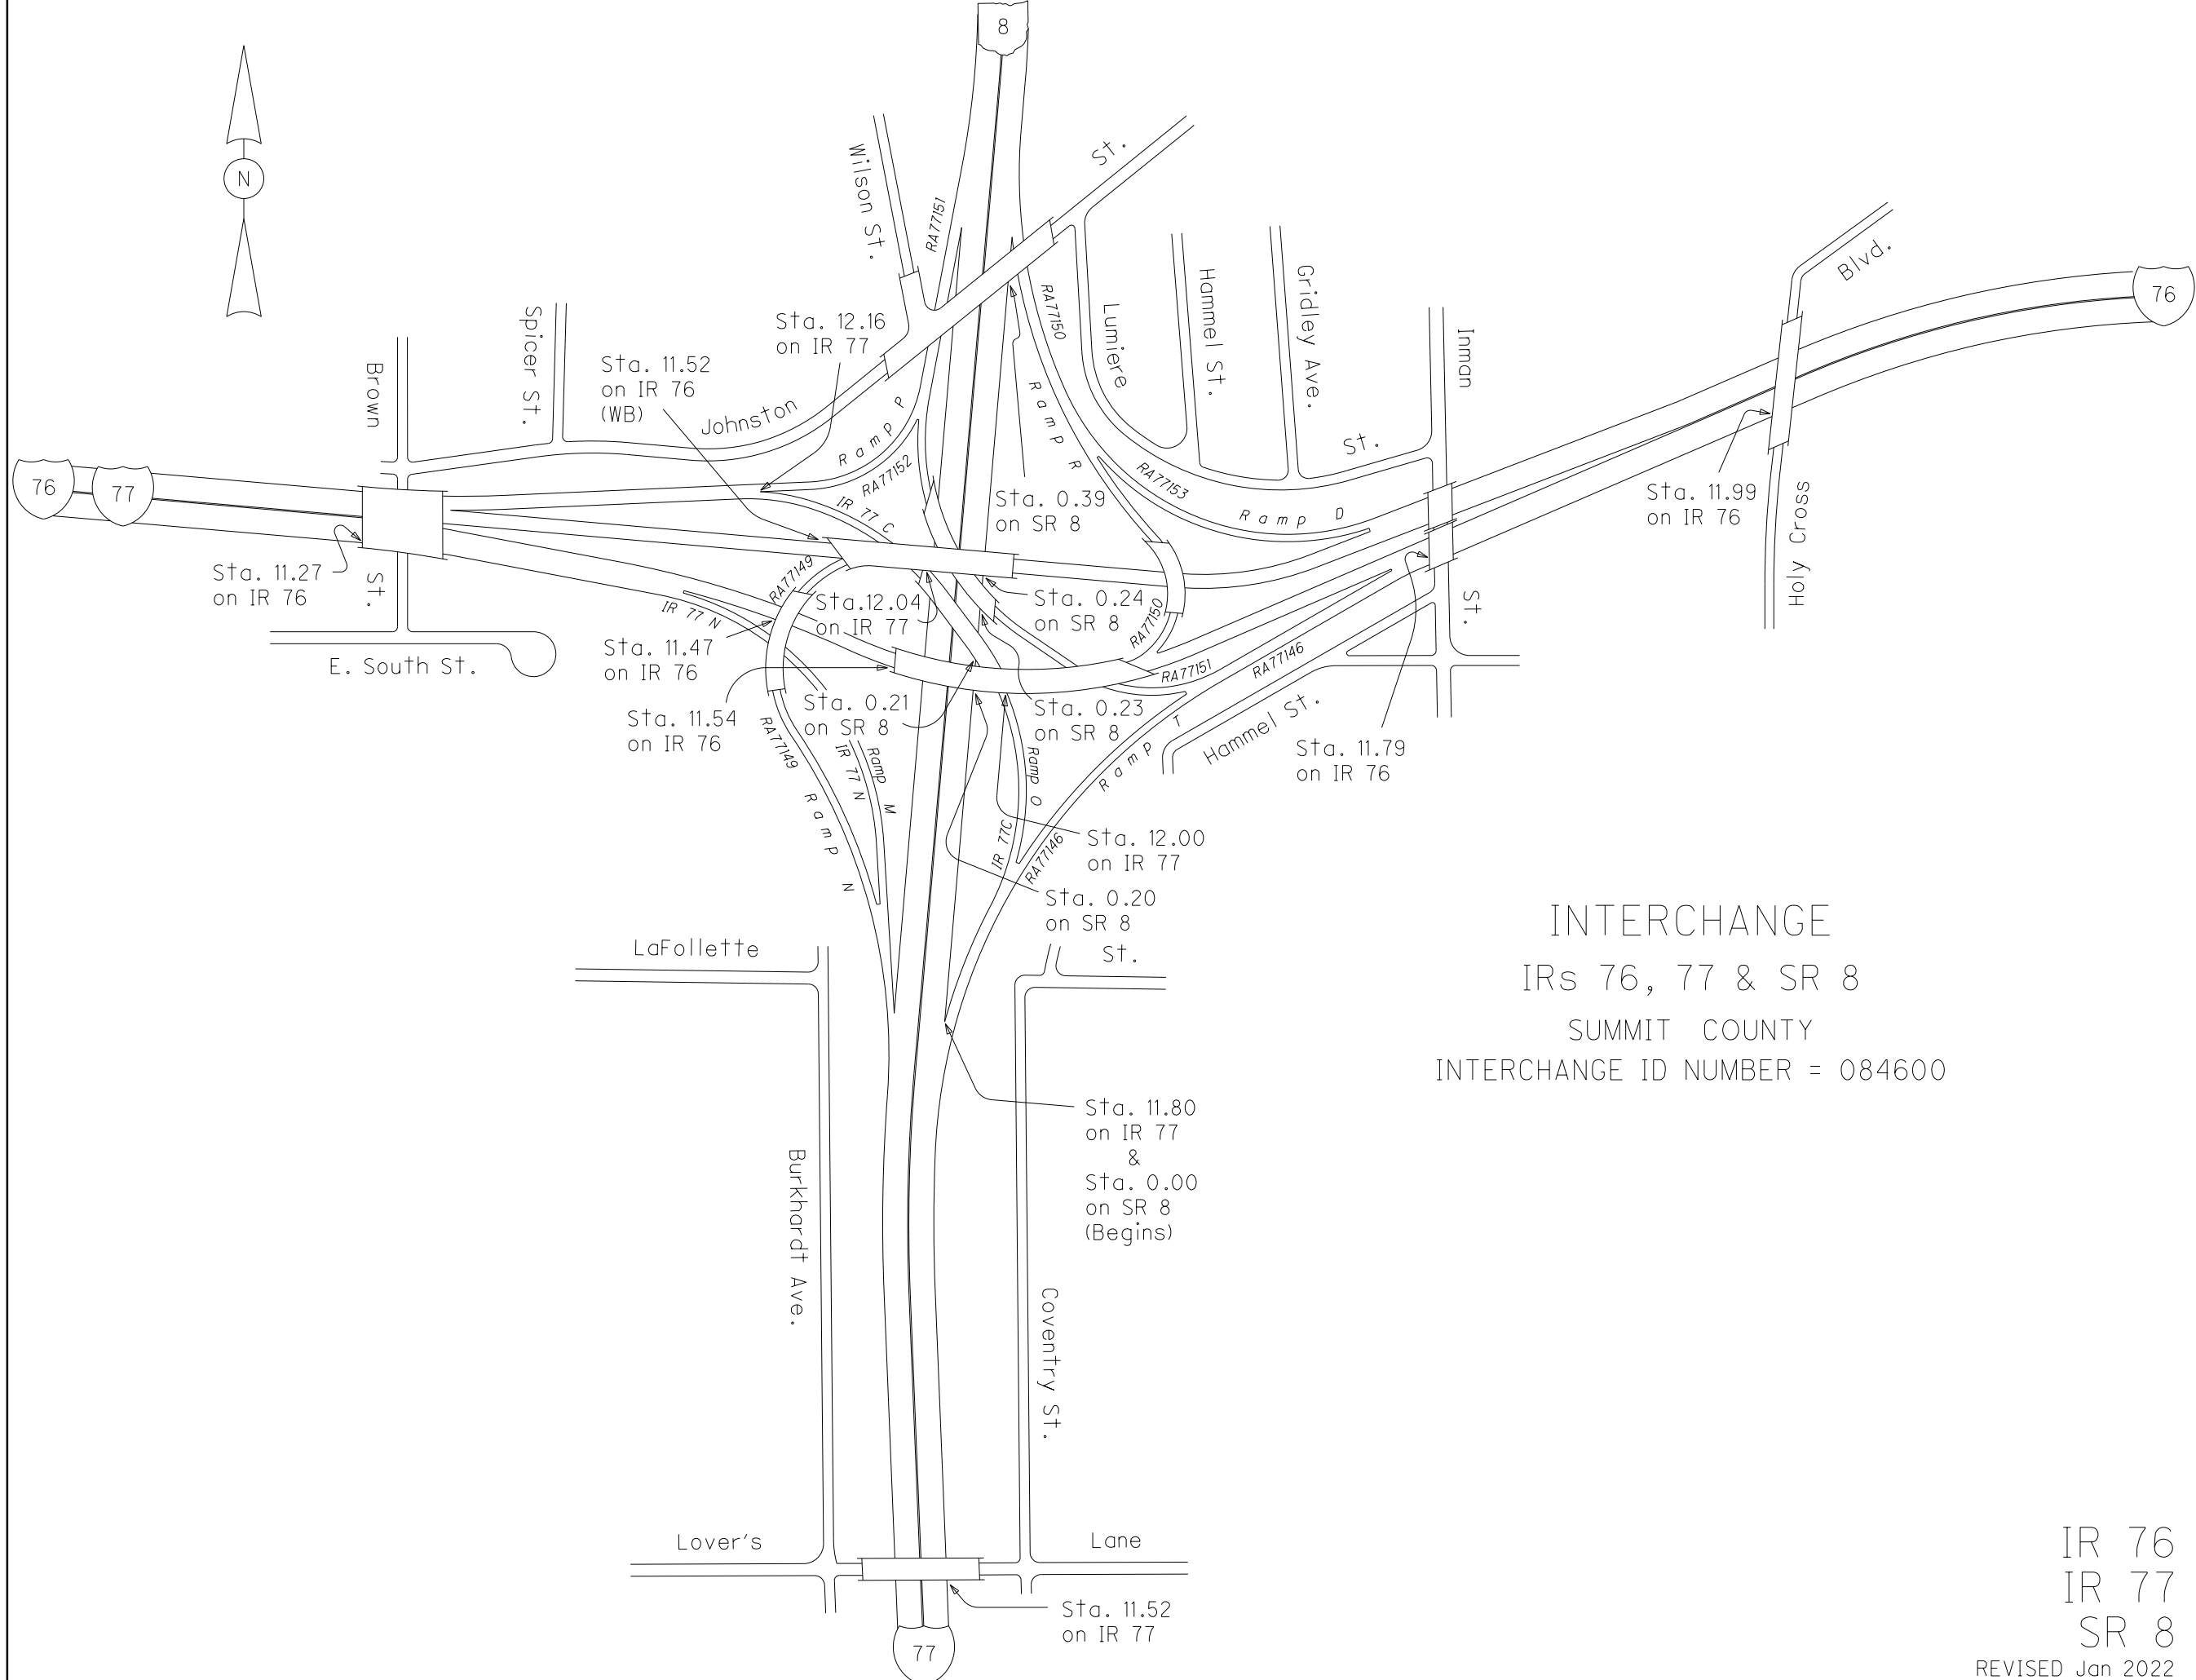 8
N
St.
Wilson St.
RA77151
Blvd.
76
Hammel St.
Gridley Ave.
RA77150
Lumiere
Inman
Spicer St.
Sta. 12.16
on IR 77
Sta. 11.52
on IR 76
(WB)
Brown
Johnston
Ramp P
Ramp R
St.
76
77
RA77152
IR 77 C
RA77153
Ramp D
Sta. 0.39
on SR 8
Sta. 11.99
on IR 76
Holy Cross
Sta. 11.27
on IR 76
St.
RA77149
Sta.12.04
on IR 77
Sta. 0.24
on SR 8
RA77150
St.
IR 77 N
Sta. 11.47
on IR 76
E. South St.
RA77151
RA77146
Sta. 11.54
on IR 76
Sta. 0.21
on SR 8
Sta. 0.23
on SR 8
Ramp T
Hammel St.
Sta. 11.79
on IR 76
RA77149
Ramp N
IR 77 N
Ramp M
Ramp O
IR 77C
RA77146
Sta. 12.00
on IR 77
Sta. 0.20
on SR 8
LaFollette
St.
INTERCHANGE
IRs 76, 77 & SR 8
SUMMIT COUNTY
INTERCHANGE ID NUMBER = 084600
Sta. 11.80
on IR 77
&
Sta. 0.00
on SR 8
(Begins)
Burkhardt Ave.
Coventry St.
Lover's
Lane
Sta. 11.52
on IR 77
77
IR 76
IR 77
SR 8
REVISED Jan 2022